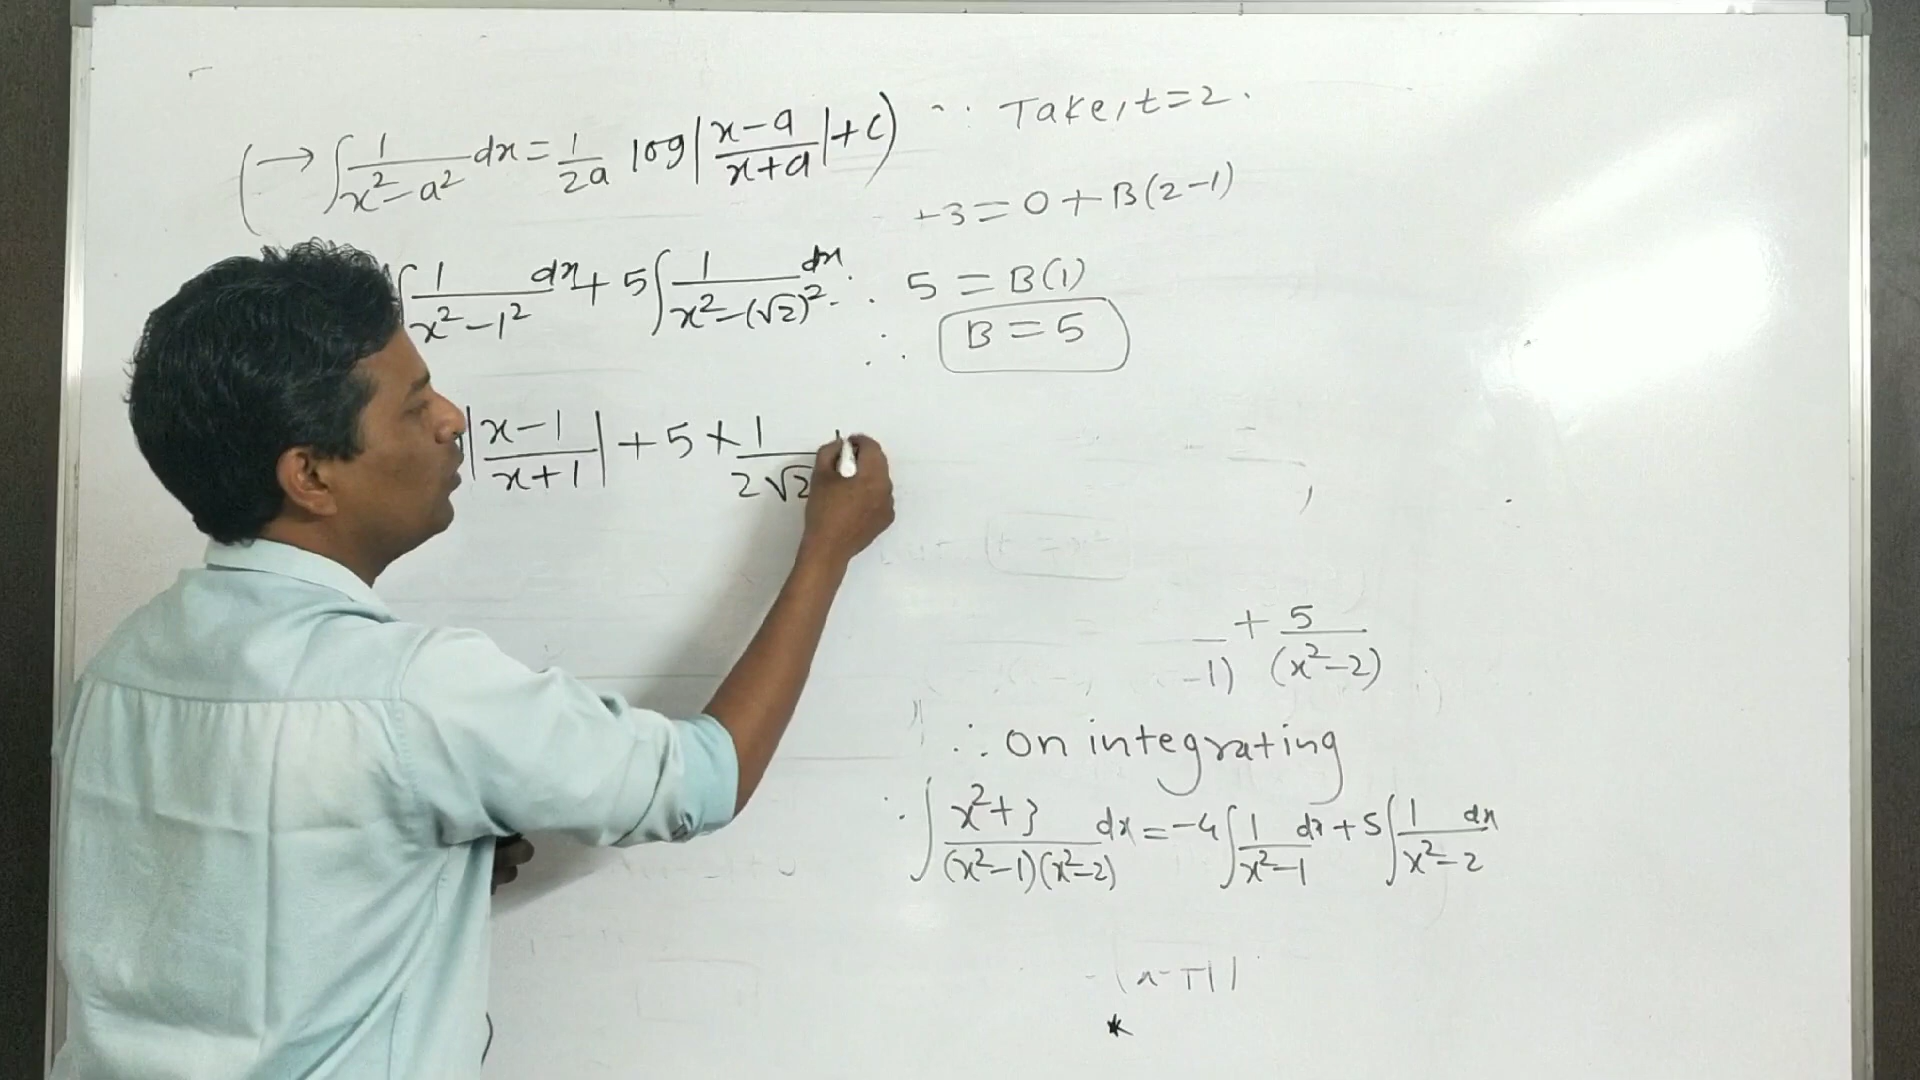 (→ ∫ 1/(x²-a²) dx = 1/2a log |(x-a)/(x+a)| + c)
∫ 1/(x²-1²) dx + 5 ∫ 1/(x²-(√2)²) dx
|(x-1)/(x+1)| + 5 × 1/(2√2)
∵ Take, t=2.
+3 = 0 + B(2-1)
∴ 5 = B(1)
∴ B = 5
-1) + 5/(x²-2)
∴ on integrating
∴ ∫ (x²+3)/((x²-1)(x²-2)) dx = -4 ∫ 1/(x²-1) dx + 5 ∫ 1/(x²-2) dx